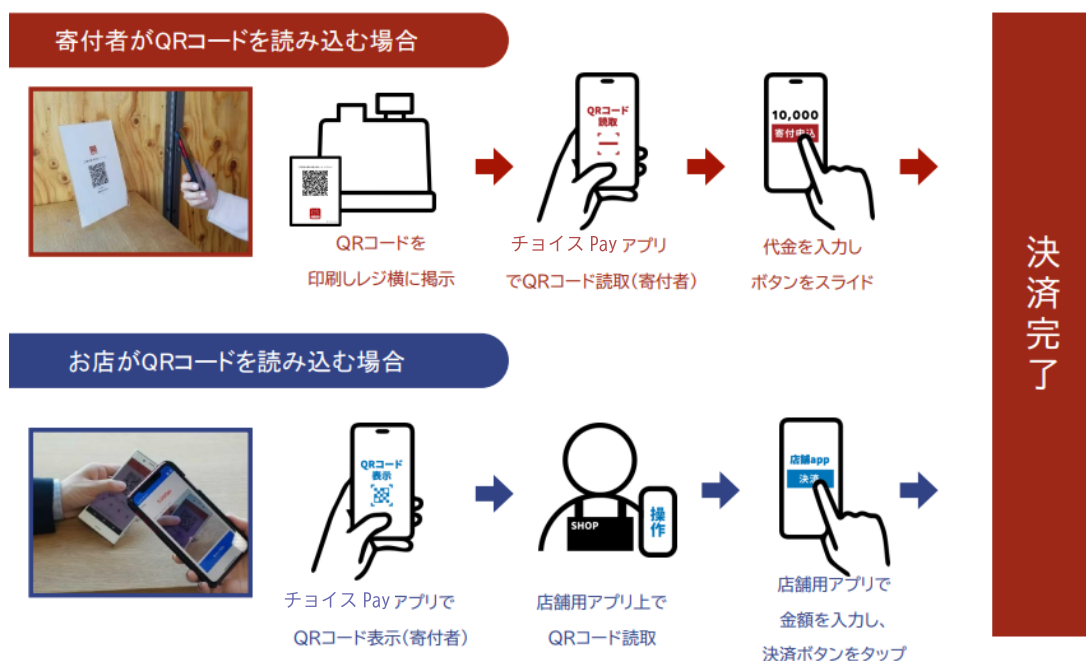 寄付者がQRコードを読み込む場合
QRコード
読取
10,000
寄付申込
QRコードを
印刷しレジ横に掲示
チョイス Pay アプリ
でQRコード読取(寄付者)
代金を入力し
ボタンをスライド
お店がQRコードを読み込む場合
QRコード
表示
SHOP
操作
店舗app
決済
チョイス Pay アプリで
QRコード表示(寄付者)
店舗用アプリ上で
QRコード読取
店舗用アプリで
金額を入力し、
決済ボタンをタップ
決済完了